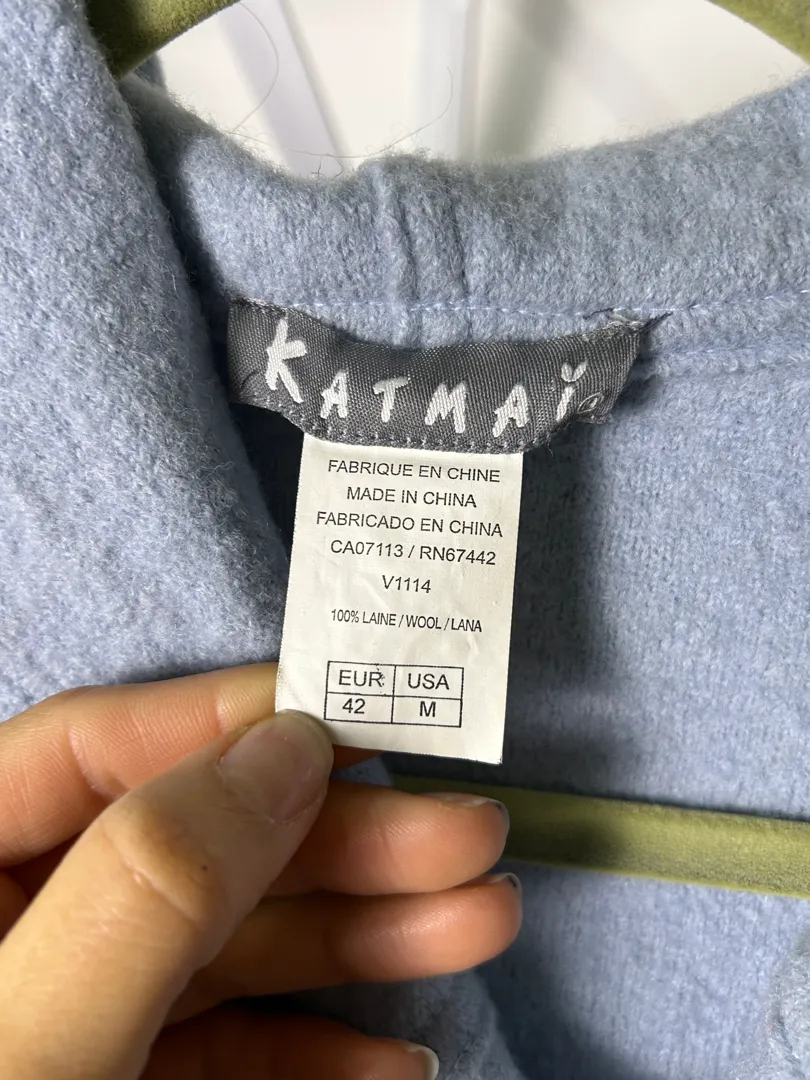 KATMAÏ
FABRIQUE EN CHINE
MADE IN CHINA
FABRICADO EN CHINA
CA07113 / RN67442
V1114
100% LAINE / WOOL / LANA
EUR USA
42 M